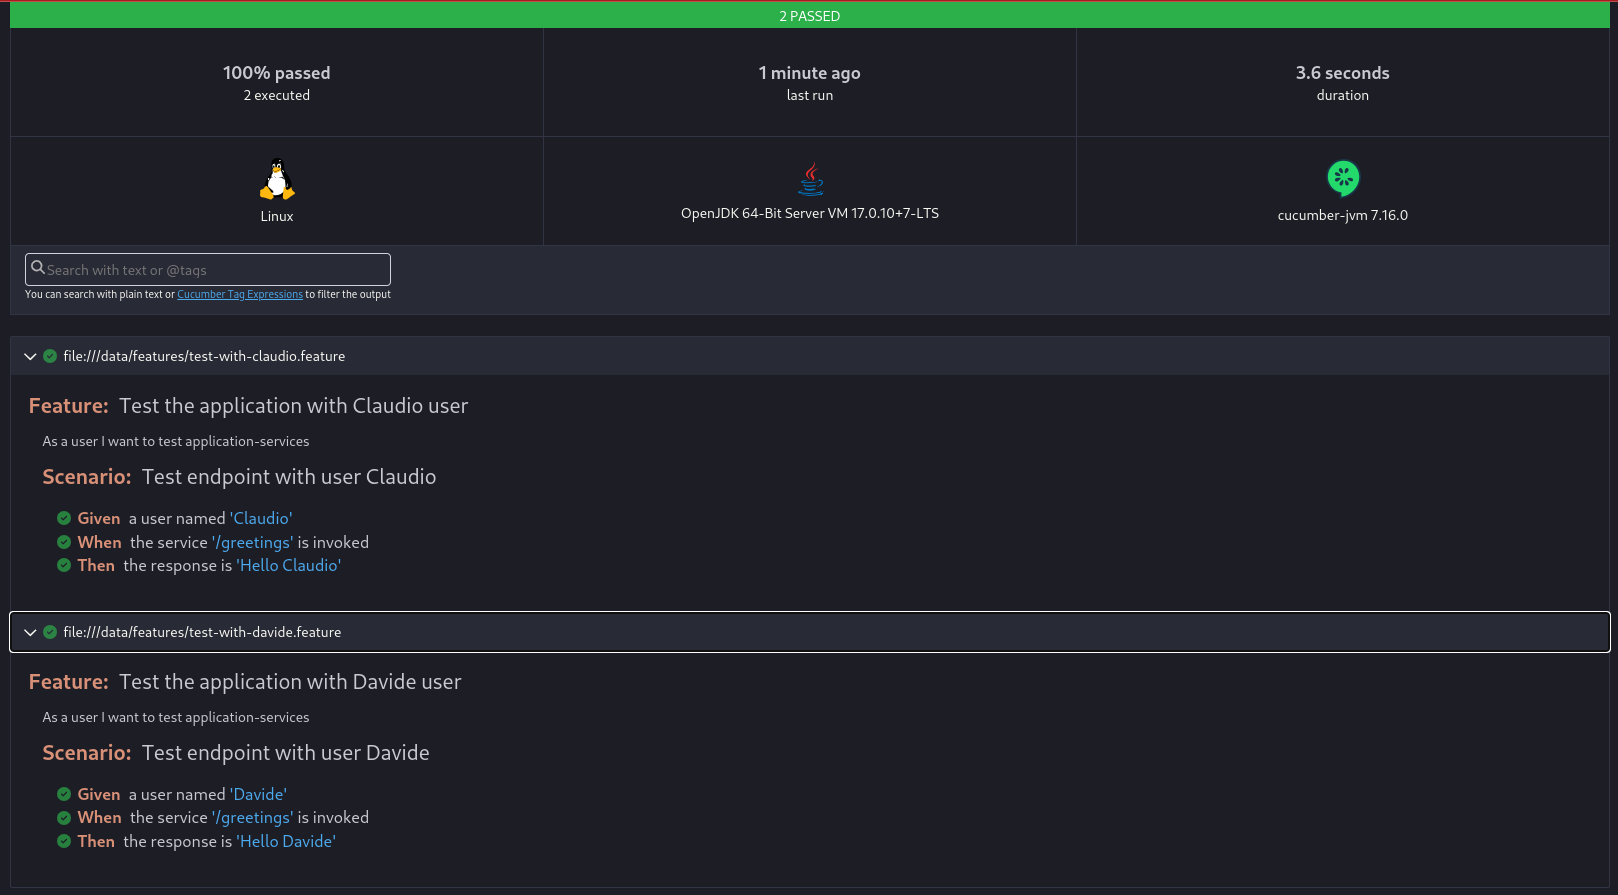 2 PASSED
100% passed
2 executed
1 minute ago
last run
3.6 seconds
duration
Linux
OpenJDK 64-Bit Server VM 17.0.10+7-LTS
cucumber-jvm 7.16.0
Search with text or @tags
You can search with plain text or Cucumber Tag Expressions to filter the output
file:///data/features/test-with-claudio.feature
Feature: Test the application with Claudio user
As a user I want to test application-services
Scenario: Test endpoint with user Claudio
Given a user named 'Claudio'
When the service '/greetings' is invoked
Then the response is 'Hello Claudio'
file:///data/features/test-with-davide.feature
Feature: Test the application with Davide user
As a user I want to test application-services
Scenario: Test endpoint with user Davide
Given a user named 'Davide'
When the service '/greetings' is invoked
Then the response is 'Hello Davide'